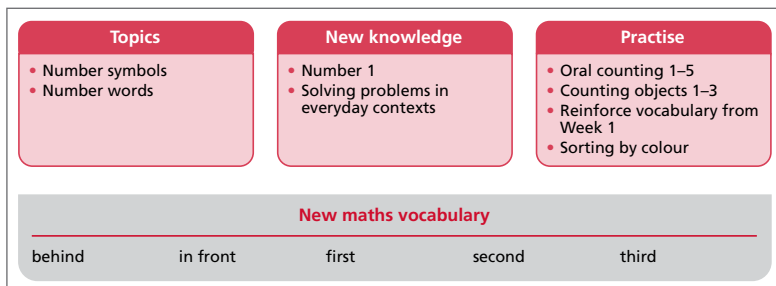 Topics
• Number symbols
• Number words
New knowledge
• Number 1
• Solving problems in
everyday contexts
Practise
• Oral counting 1–5
• Counting objects 1–3
• Reinforce vocabulary from
Week 1
• Sorting by colour
New maths vocabulary
behind in front first second third